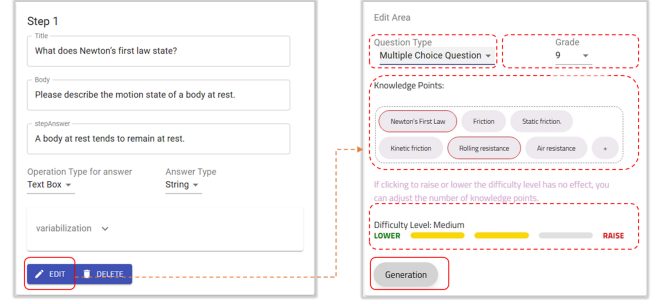 Step 1
Title
What does Newton's first law state?
Body
Please describe the motion state of a body at rest.
stepAnswer
A body at rest tends to remain at rest.
Operation Type for answer
Text Box
Answer Type
String
variabilization
EDIT
DELETE
Edit Area
Question Type
Multiple Choice Question
Grade
9
Knowledge Points:
Newton's First Law
Friction
Static friction.
Kinetic friction
Rolling resistance
Air resistance
+
If clicking to raise or lower the difficulty level has no effect, you
can adjust the number of knowledge points.
Difficulty Level: Medium
LOWER
RAISE
Generation